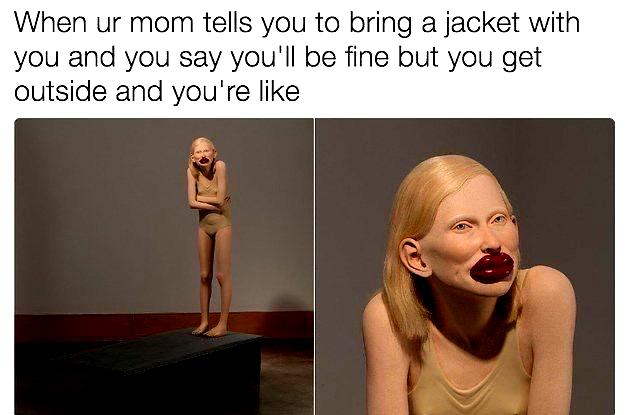 When ur mom tells you to bring a jacket with
you and you say you'll be fine but you get
outside and you're like